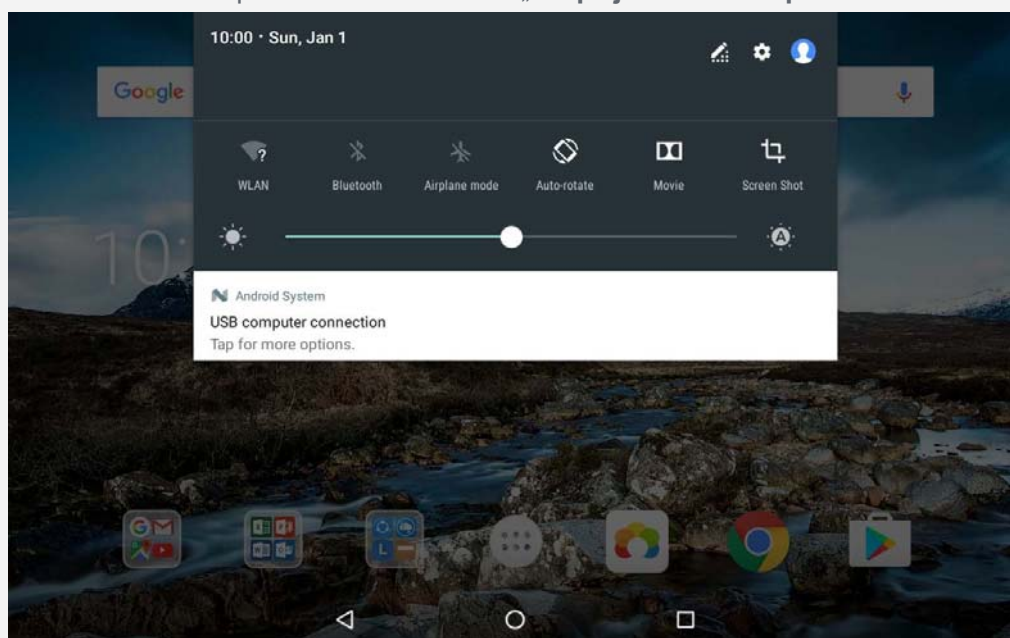 10:00 · Sun, Jan 1
Google
WLAN
Bluetooth
Airplane mode
Auto-rotate
Movie
Screen Shot
10:
A
Android System
USB computer connection
Tap for more options.
L